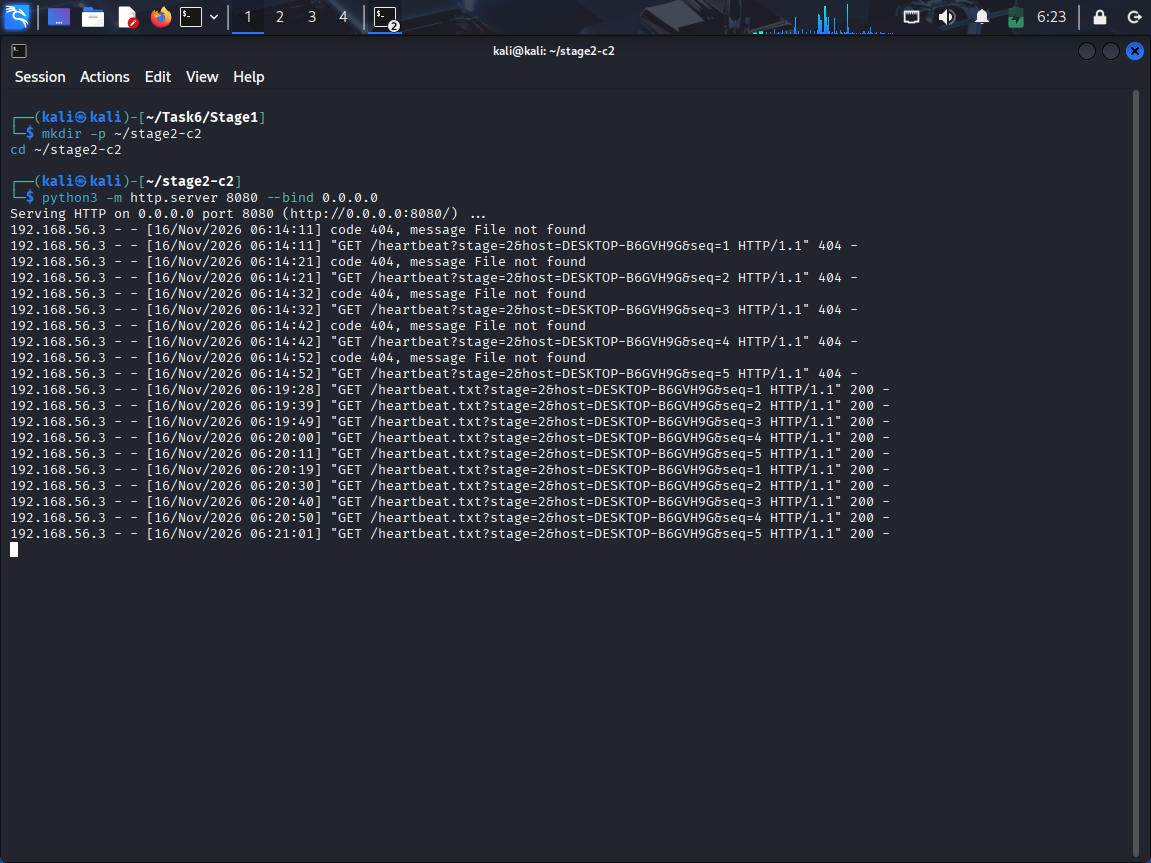 1 2 3 4 2 6:23
kali@kali: ~/stage2-c2
Session Actions Edit View Help
┌──(kali㉿kali)-[~/Task6/Stage1]
└─$ mkdir -p ~/stage2-c2
cd ~/stage2-c2
┌──(kali㉿kali)-[~/stage2-c2]
└─$ python3 -m http.server 8080 --bind 0.0.0.0
Serving HTTP on 0.0.0.0 port 8080 (http://0.0.0.0:8080/) ...
192.168.56.3 - - [16/Nov/2026 06:14:11] code 404, message File not found
192.168.56.3 - - [16/Nov/2026 06:14:11] "GET /heartbeat?stage=2&host=DESKTOP-B6GVH9G&seq=1 HTTP/1.1" 404 -
192.168.56.3 - - [16/Nov/2026 06:14:21] code 404, message File not found
192.168.56.3 - - [16/Nov/2026 06:14:21] "GET /heartbeat?stage=2&host=DESKTOP-B6GVH9G&seq=2 HTTP/1.1" 404 -
192.168.56.3 - - [16/Nov/2026 06:14:32] code 404, message File not found
192.168.56.3 - - [16/Nov/2026 06:14:32] "GET /heartbeat?stage=2&host=DESKTOP-B6GVH9G&seq=3 HTTP/1.1" 404 -
192.168.56.3 - - [16/Nov/2026 06:14:42] code 404, message File not found
192.168.56.3 - - [16/Nov/2026 06:14:42] "GET /heartbeat?stage=2&host=DESKTOP-B6GVH9G&seq=4 HTTP/1.1" 404 -
192.168.56.3 - - [16/Nov/2026 06:14:52] code 404, message File not found
192.168.56.3 - - [16/Nov/2026 06:14:52] "GET /heartbeat?stage=2&host=DESKTOP-B6GVH9G&seq=5 HTTP/1.1" 404 -
192.168.56.3 - - [16/Nov/2026 06:19:28] "GET /heartbeat.txt?stage=2&host=DESKTOP-B6GVH9G&seq=1 HTTP/1.1" 200 -
192.168.56.3 - - [16/Nov/2026 06:19:39] "GET /heartbeat.txt?stage=2&host=DESKTOP-B6GVH9G&seq=2 HTTP/1.1" 200 -
192.168.56.3 - - [16/Nov/2026 06:19:49] "GET /heartbeat.txt?stage=2&host=DESKTOP-B6GVH9G&seq=3 HTTP/1.1" 200 -
192.168.56.3 - - [16/Nov/2026 06:20:00] "GET /heartbeat.txt?stage=2&host=DESKTOP-B6GVH9G&seq=4 HTTP/1.1" 200 -
192.168.56.3 - - [16/Nov/2026 06:20:11] "GET /heartbeat.txt?stage=2&host=DESKTOP-B6GVH9G&seq=5 HTTP/1.1" 200 -
192.168.56.3 - - [16/Nov/2026 06:20:19] "GET /heartbeat.txt?stage=2&host=DESKTOP-B6GVH9G&seq=1 HTTP/1.1" 200 -
192.168.56.3 - - [16/Nov/2026 06:20:30] "GET /heartbeat.txt?stage=2&host=DESKTOP-B6GVH9G&seq=2 HTTP/1.1" 200 -
192.168.56.3 - - [16/Nov/2026 06:20:40] "GET /heartbeat.txt?stage=2&host=DESKTOP-B6GVH9G&seq=3 HTTP/1.1" 200 -
192.168.56.3 - - [16/Nov/2026 06:20:50] "GET /heartbeat.txt?stage=2&host=DESKTOP-B6GVH9G&seq=4 HTTP/1.1" 200 -
192.168.56.3 - - [16/Nov/2026 06:21:01] "GET /heartbeat.txt?stage=2&host=DESKTOP-B6GVH9G&seq=5 HTTP/1.1" 200 -